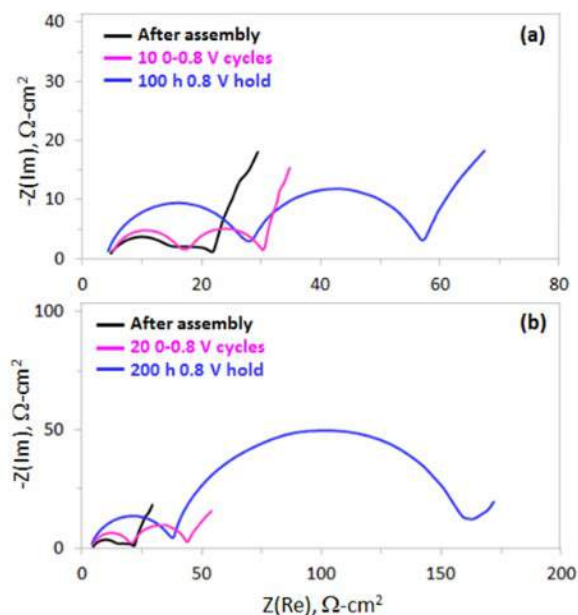 40
30
20
10
0
-Z(Im), Ω-cm²
After assembly
10 0-0.8 V cycles
100 h 0.8 V hold
(a)
0 20 40 60 80
100
50
0
-Z(Im), Ω-cm²
After assembly
20 0-0.8 V cycles
200 h 0.8 V hold
(b)
0 50 100 150 200
Z(Re), Ω-cm²